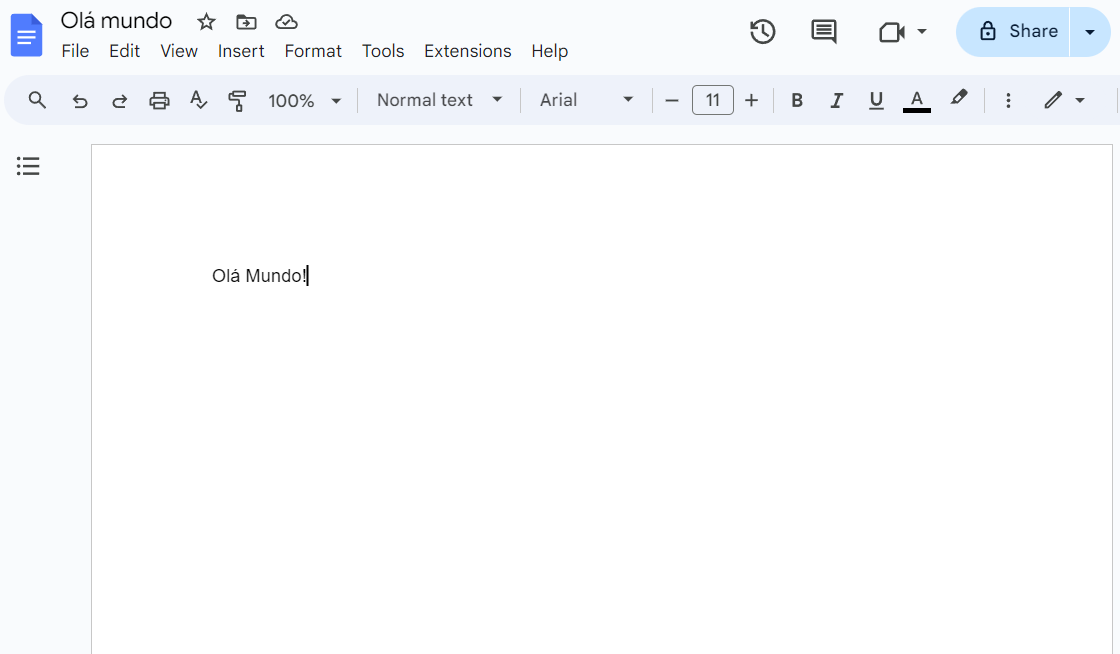 Olá mundo
File Edit View Insert Format Tools Extensions Help
Share
100% Normal text Arial 11 B I U A
Olá Mundo!